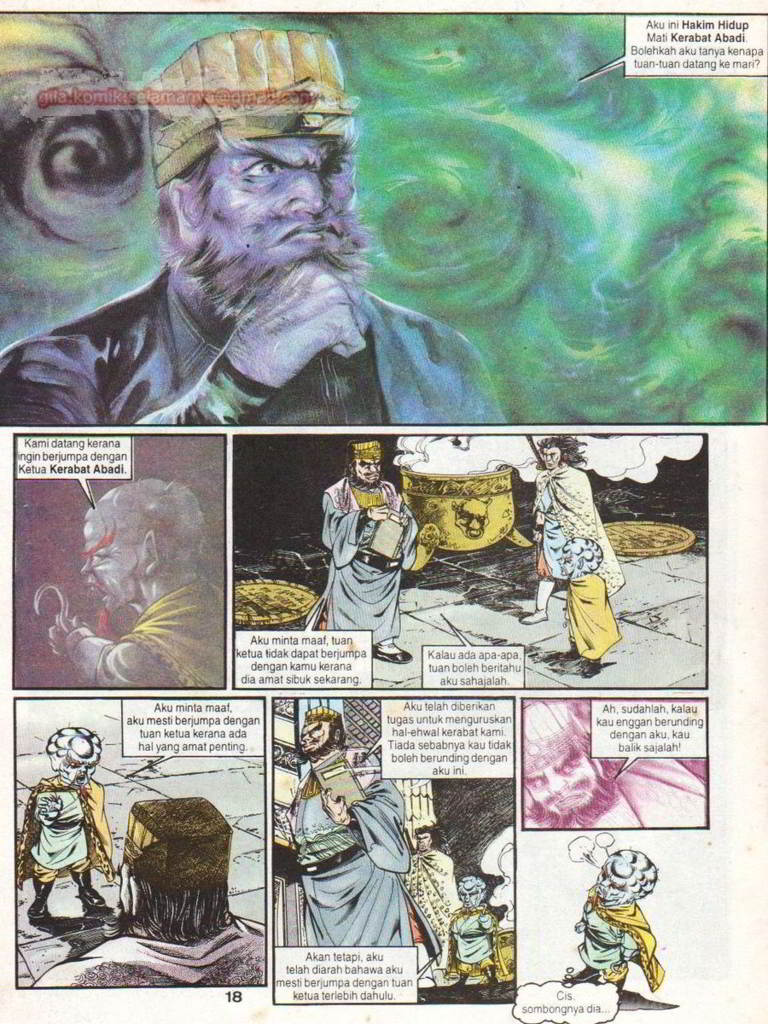 Aku ini Hakim Hidup
Mati Kerabat Abadi.
Bolehkah aku tanya kenapa
tuan-tuan datang ke mari?
gila.komik.selamanya@gmail.com
Kami datang kerana
ingin berjumpa dengan
Ketua Kerabat Abadi.
Aku minta maaf, tuan
ketua tidak dapat berjumpa
dengan kamu kerana
dia amat sibuk sekarang.
Kalau ada apa-apa,
tuan boleh beritahu
aku sahajalah.
Aku minta maaf,
aku mesti berjumpa dengan
tuan ketua kerana ada
hal yang amat penting.
Aku telah diberikan
tugas untuk menguruskan
hal-ehwal kerabat kami.
Tiada sebabnya kau tidak
boleh berunding dengan
aku ini.
Akan tetapi, aku
telah diarah bahawa aku
mesti berjumpa dengan tuan
ketua terlebih dahulu.
Ah, sudahlah, kalau
kau enggan berunding
dengan aku, kau
balik sajalah!
Cis.
sombongnya dia...
18